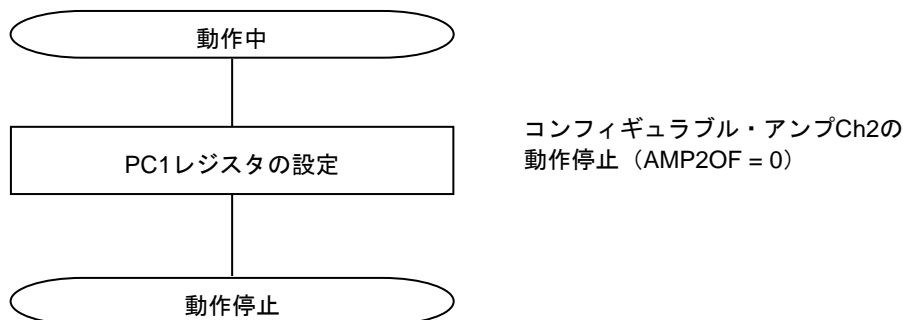 動作中
PC1レジスタの設定
コンフィギュラブル・アンプCh2の
動作停止（AMP2OF = 0）
動作停止